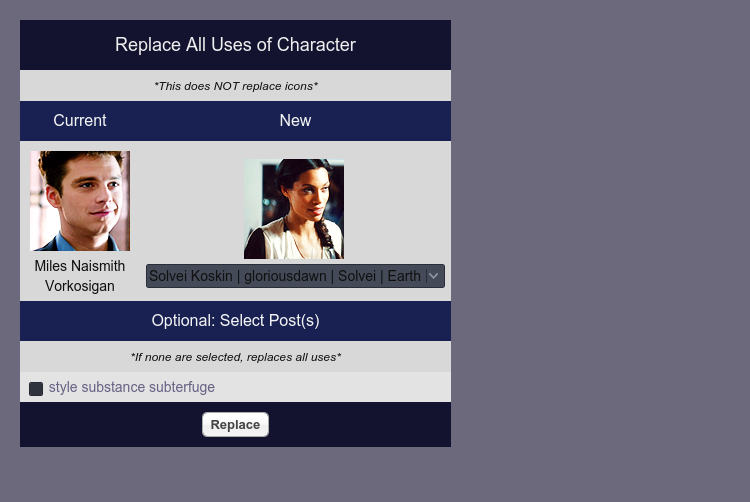 Replace All Uses of Character
*This does NOT replace icons*
Current New
Miles Naismith
Vorkosigan
Solvei Koskin | gloriousdawn | Solvei | Earth |
Optional: Select Post(s)
*If none are selected, replaces all uses*
style substance subterfuge
Replace